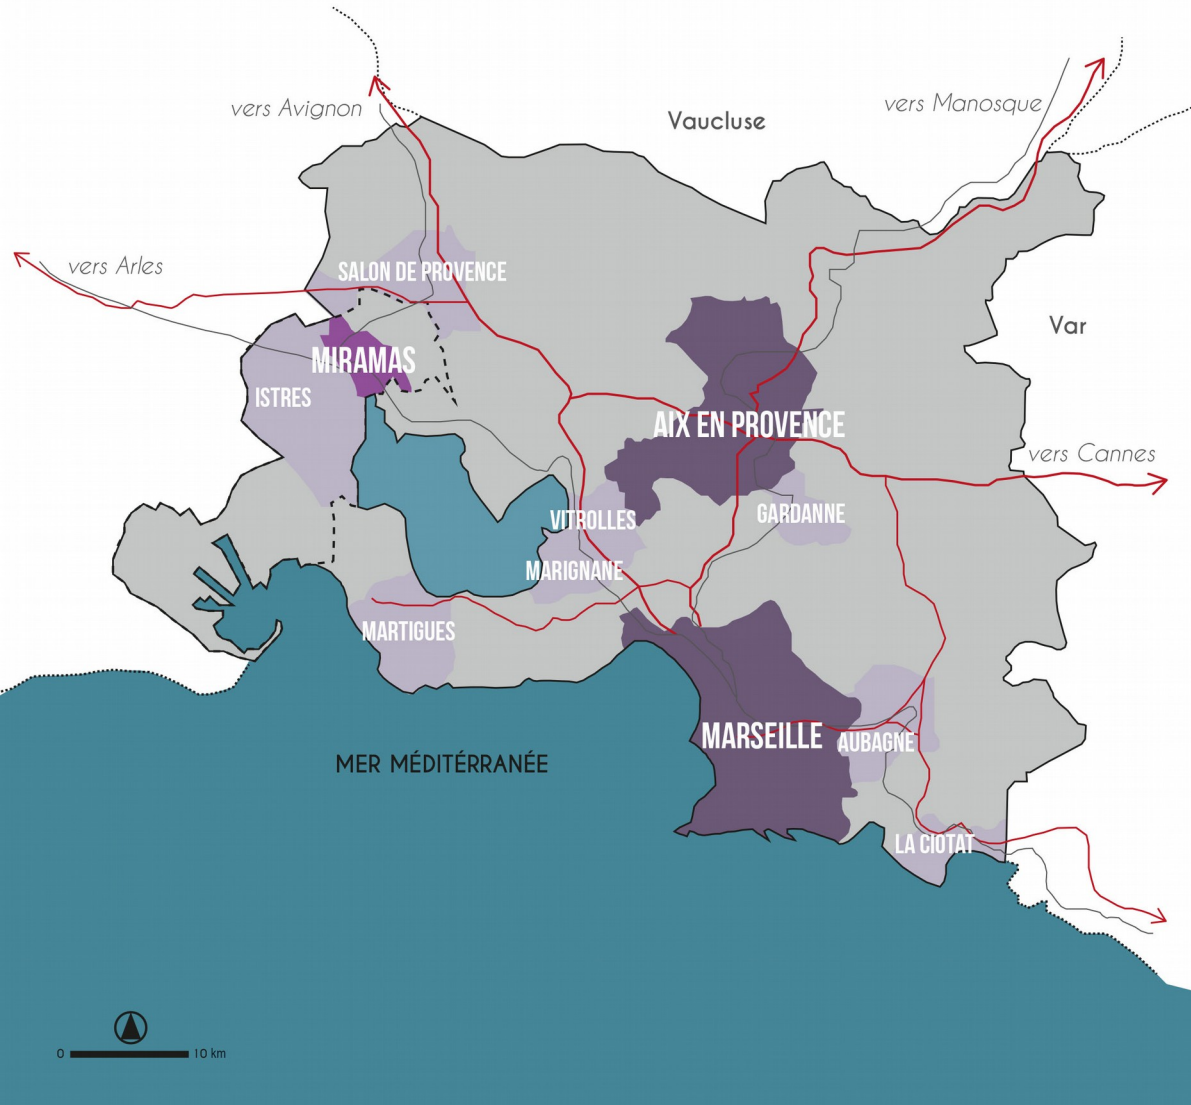 vers Avignon
Vaucluse
vers Manosque
vers Arles
SALON DE PROVENCE
Var
MIRAMAS
ISTRES
AIX EN PROVENCE
vers Cannes
VITROLLES
GARDANNE
MARIGNANE
MARTIGUES
MARSEILLE
AUBAGNE
MER MÉDITÉRRANÉE
LA CIOTAT
0 10 km